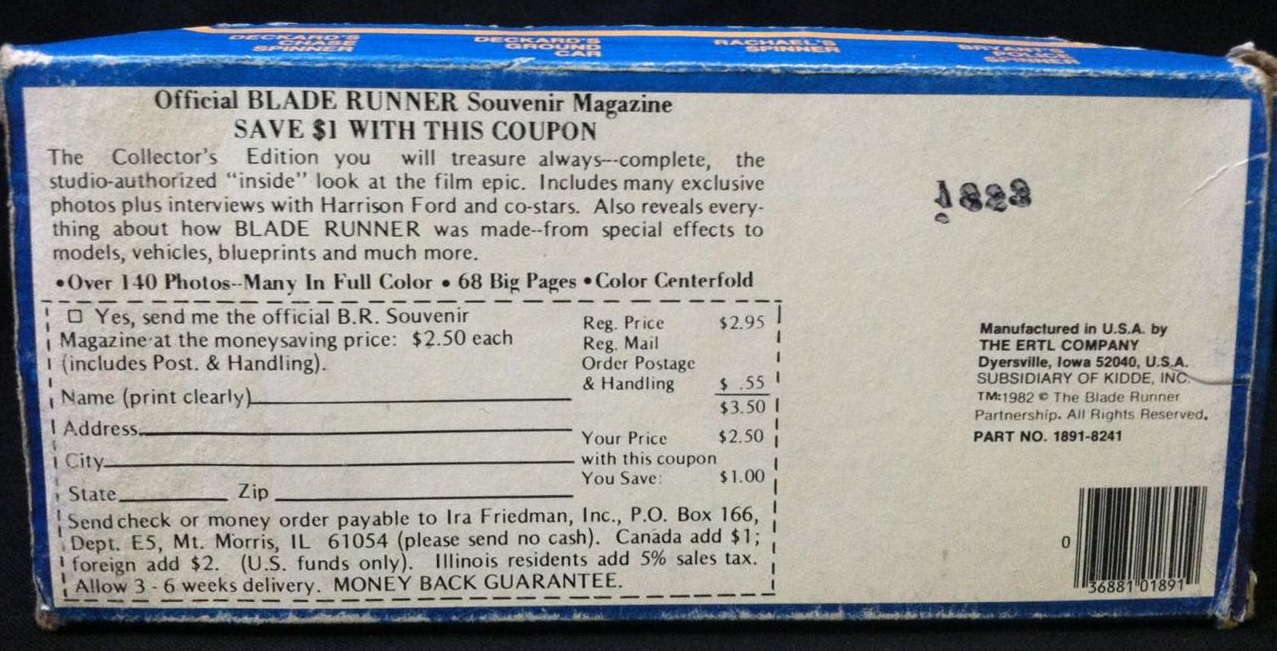 DECKARD'S
CHASE
SPINNER
DECKARD'S
GROUND
CAR
RACHAEL'S
SPINNER
BRYANT'S
SPINNER
Official BLADE RUNNER Souvenir Magazine
SAVE $1 WITH THIS COUPON
The Collector's Edition you will treasure always--complete, the
studio-authorized "inside" look at the film epic. Includes many exclusive
photos plus interviews with Harrison Ford and co-stars. Also reveals every-
thing about how BLADE RUNNER was made--from special effects to
models, vehicles, blueprints and much more.
•Over 140 Photos--Many In Full Color • 68 Big Pages •Color Centerfold
□ Yes, send me the official B.R. Souvenir
Magazine at the moneysaving price: $2.50 each
(includes Post. & Handling).
Name (print clearly)
Address
City
State Zip
Reg. Price $2.95
Reg. Mail
Order Postage
& Handling $ .55
$3.50
Your Price $2.50
with this coupon
You Save: $1.00
Send check or money order payable to Ira Friedman, Inc., P.O. Box 166,
Dept. E5, Mt. Morris, IL 61054 (please send no cash). Canada add $1;
foreign add $2. (U.S. funds only). Illinois residents add 5% sales tax.
Allow 3 - 6 weeks delivery. MONEY BACK GUARANTEE.
1823
Manufactured in U.S.A. by
THE ERTL COMPANY
Dyersville, Iowa 52040, U.S.A.
SUBSIDIARY OF KIDDE, INC.
TM:1982 © The Blade Runner
Partnership. All Rights Reserved.
PART NO. 1891-8241
0
36881 01891